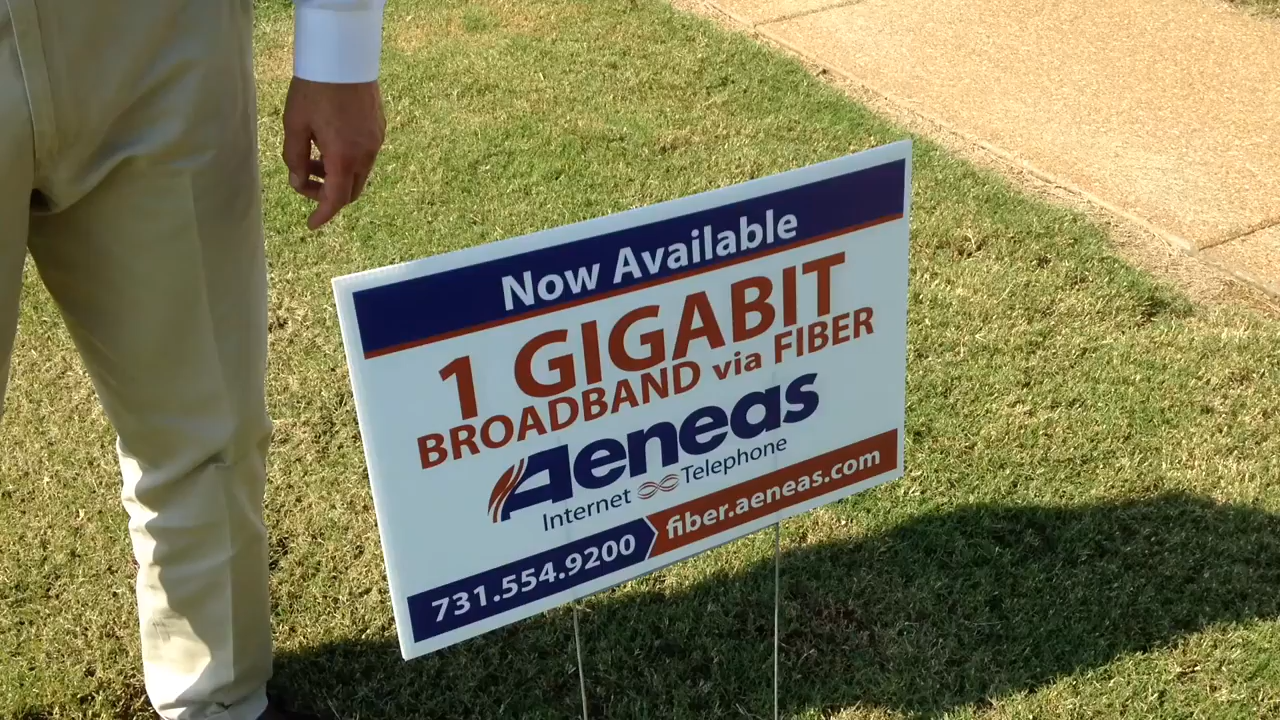 Now Available
1 GIGABIT
BROADBAND via FIBER
Aeneas
Internet Telephone
731.554.9200 fiber.aeneas.com